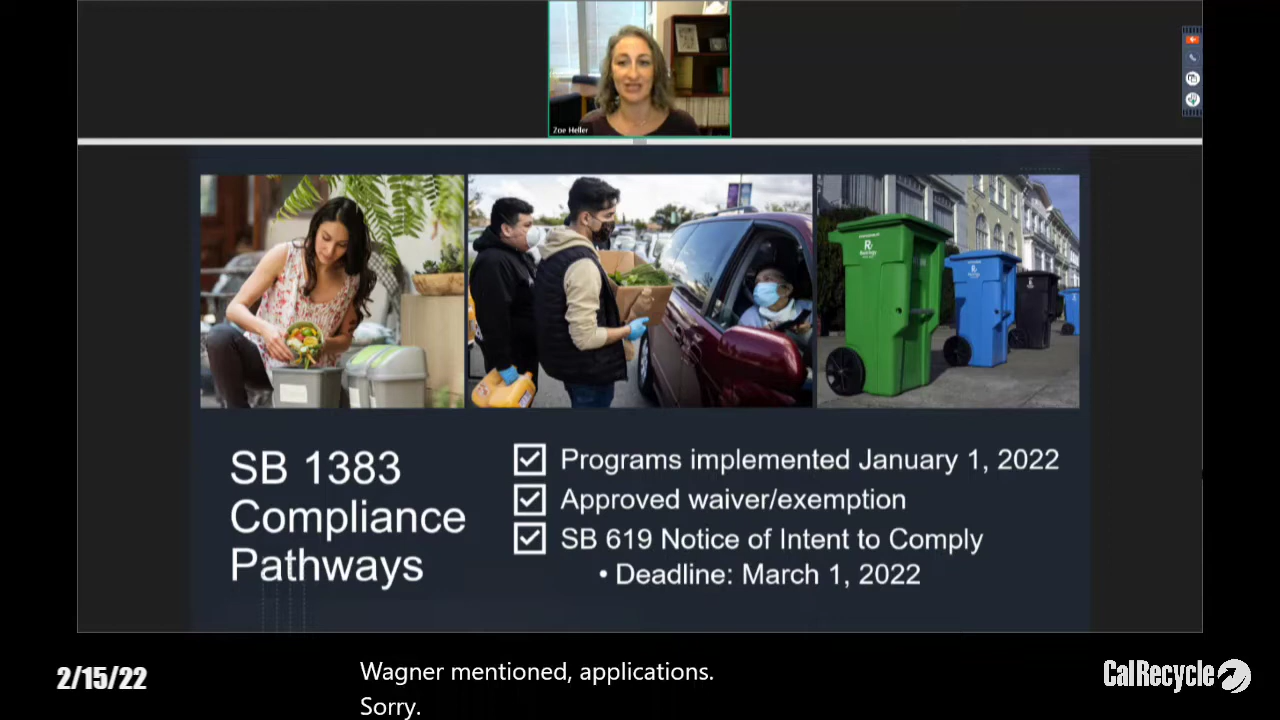 Zoe Heller
SB 1383
Compliance
Pathways
Programs implemented January 1, 2022
Approved waiver/exemption
SB 619 Notice of Intent to Comply
• Deadline: March 1, 2022
2/15/22
Wagner mentioned, applications.
Sorry.
CalRecycle